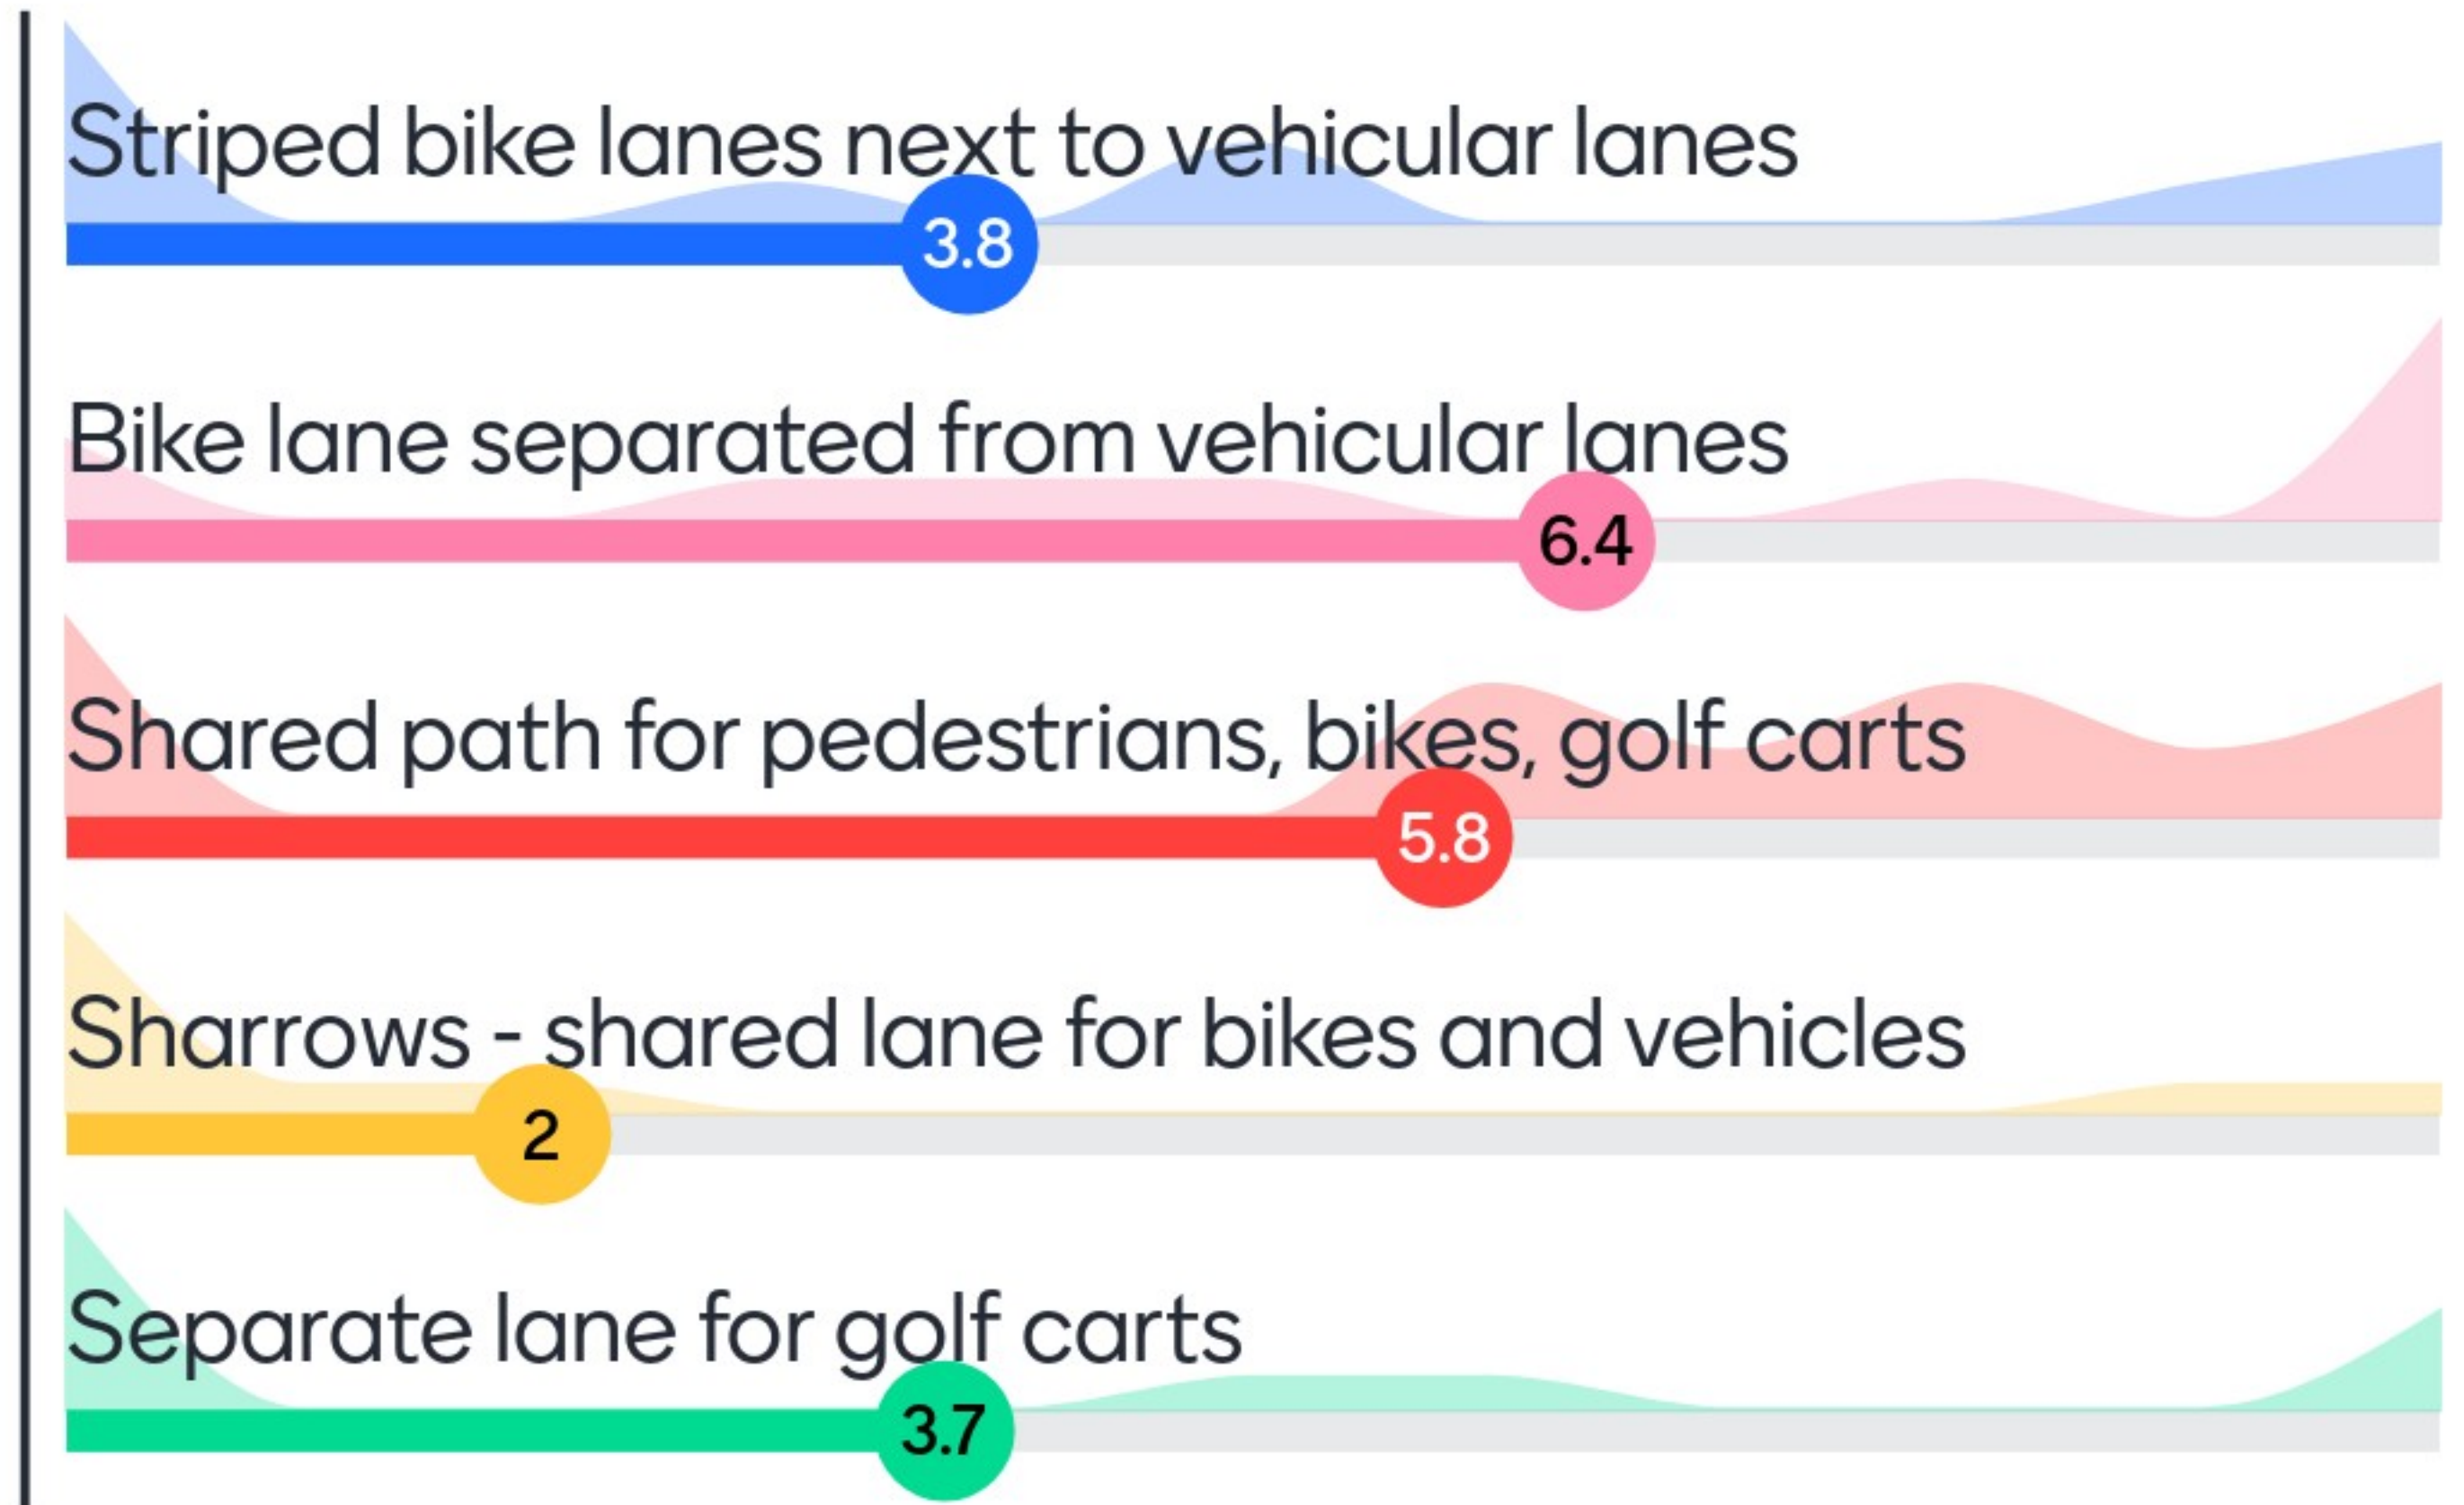 Striped bike lanes next to vehicular lanes
3.8
Bike lane separated from vehicular lanes
6.4
Shared path for pedestrians, bikes, golf carts
5.8
Sharrows - shared lane for bikes and vehicles
2
Separate lane for golf carts
3.7